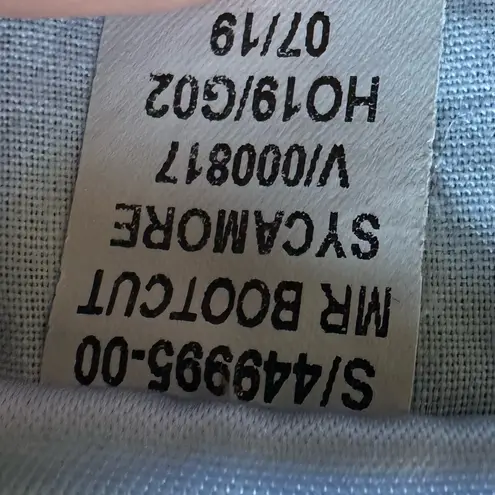 S/449995-00
MR BOOTCUT
SYCAMORE
V/000817
HO19/G02
07/19